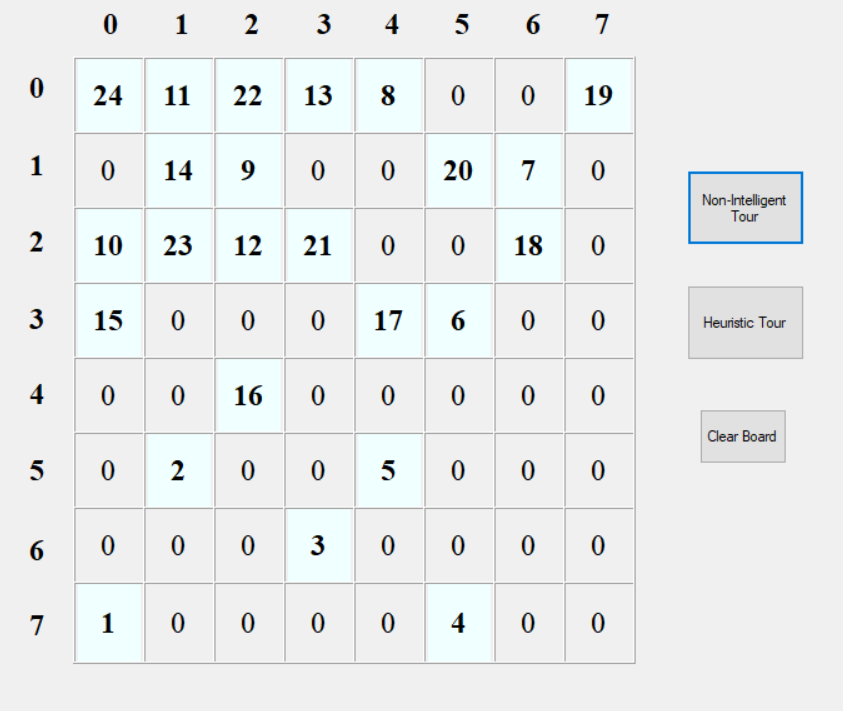 0 1 2 3 4 5 6 7
0 24 11 22 13 8 0 0 19
1 0 14 9 0 0 20 7 0
Non-Intelligent
Tour
2 10 23 12 21 0 0 18 0
3 15 0 0 0 17 6 0 0
Heuristic Tour
4 0 0 16 0 0 0 0 0
Clear Board
5 0 2 0 0 5 0 0 0
6 0 0 0 3 0 0 0 0
7 1 0 0 0 0 4 0 0